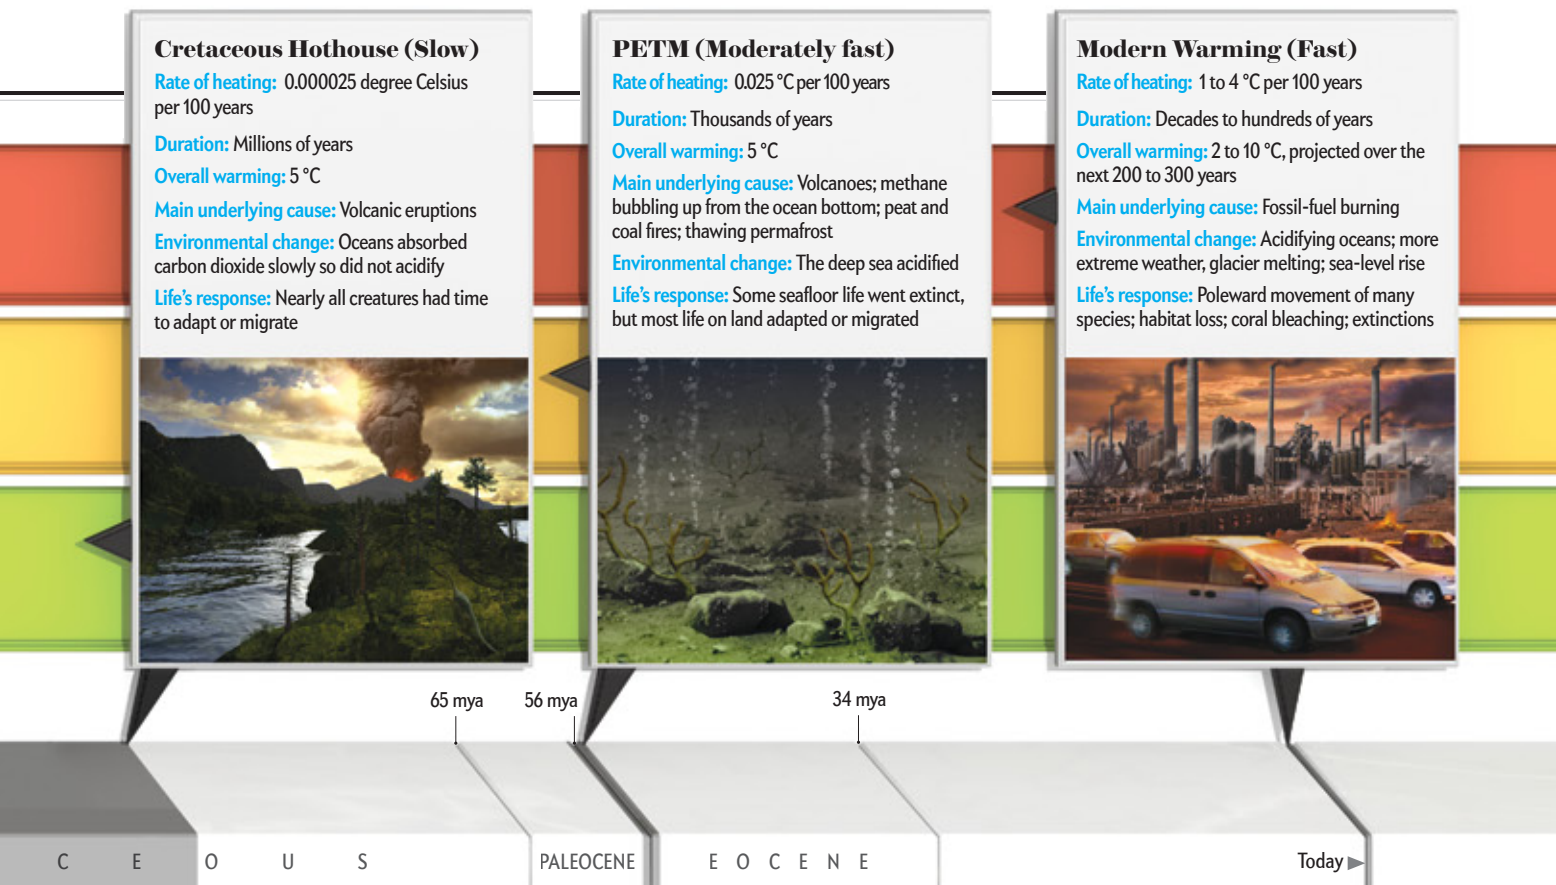 Cretaceous Hothouse (Slow)
Rate of heating: 0.000025 degree Celsius
per 100 years
Duration: Millions of years
Overall warming: 5 °C
Main underlying cause: Volcanic eruptions
Environmental change: Oceans absorbed
carbon dioxide slowly so did not acidify
Life’s response: Nearly all creatures had time
to adapt or migrate
PETM (Moderately fast)
Rate of heating: 0.025 °C per 100 years
Duration: Thousands of years
Overall warming: 5 °C
Main underlying cause: Volcanoes; methane
bubbling up from the ocean bottom; peat and
coal fires; thawing permafrost
Environmental change: The deep sea acidified
Life’s response: Some seafloor life went extinct,
but most life on land adapted or migrated
Modern Warming (Fast)
Rate of heating: 1 to 4 °C per 100 years
Duration: Decades to hundreds of years
Overall warming: 2 to 10 °C, projected over the
next 200 to 300 years
Main underlying cause: Fossil-fuel burning
Environmental change: Acidifying oceans; more
extreme weather, glacier melting; sea-level rise
Life’s response: Poleward movement of many
species; habitat loss; coral bleaching; extinctions
65 mya
56 mya
34 mya
C E O U S
PALEOCENE
E O C E N E
Today